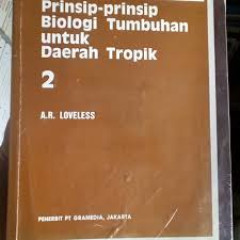 Prinsip-prinsip
Biologi Tumbuhan
untuk
Daerah Tropik
2
A.R. LOVELESS
PENERBIT PT GRAMEDIA, JAKARTA